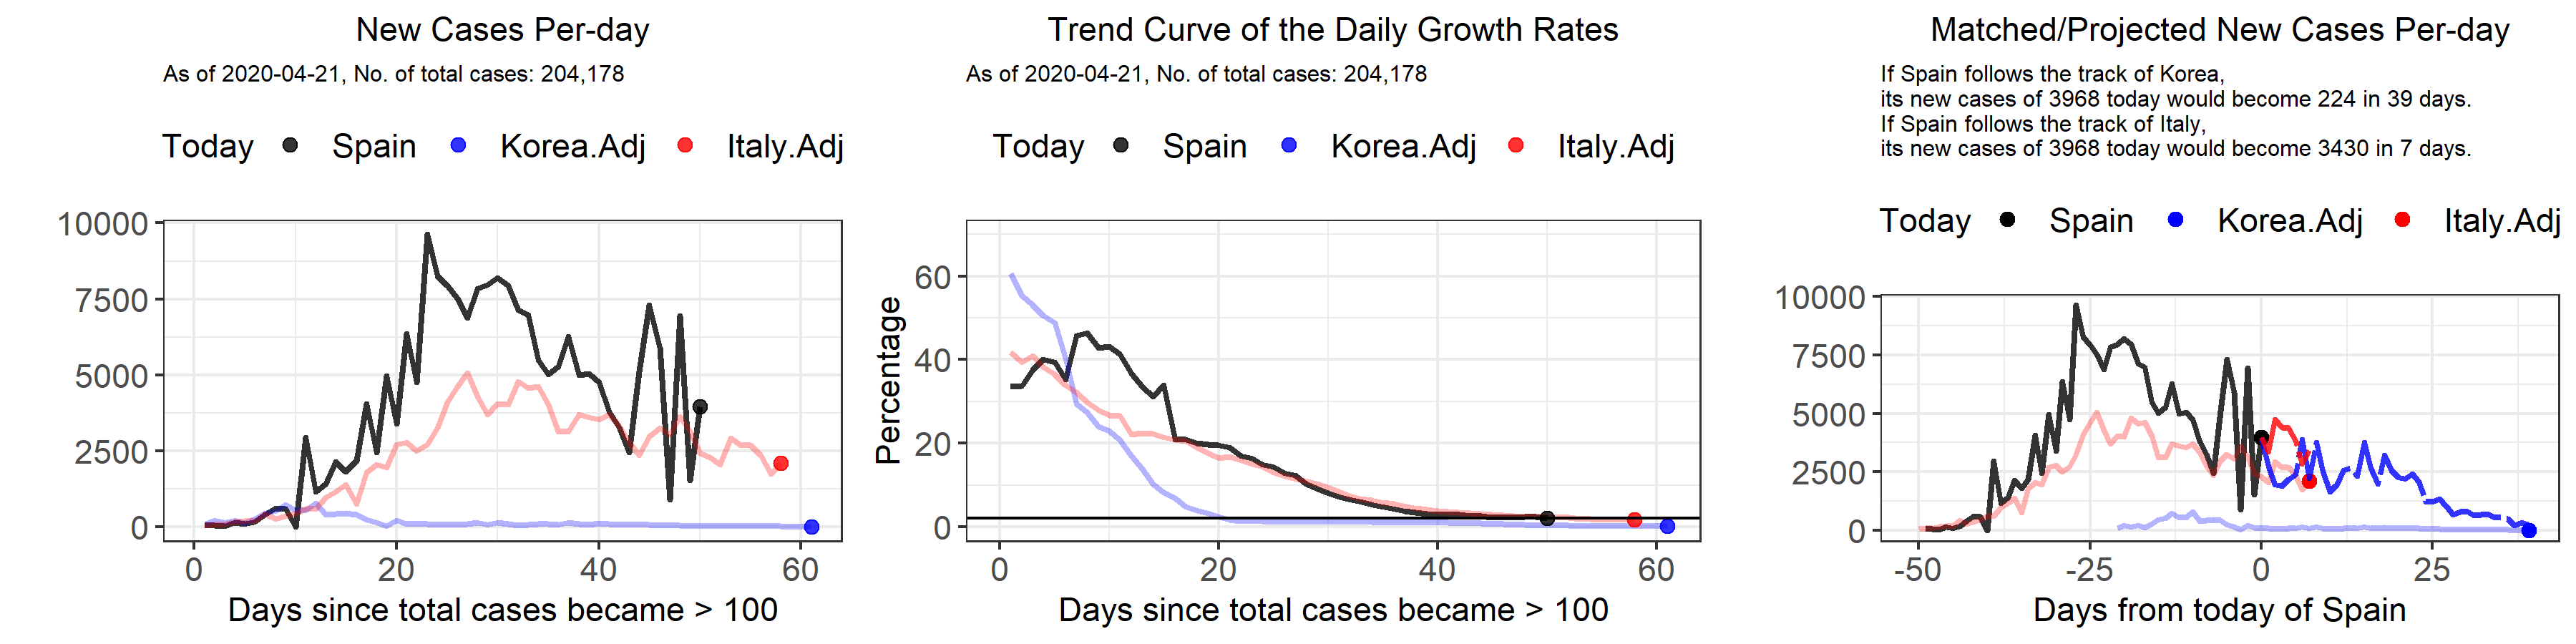 New Cases Per-day
As of 2020-04-21, No. of total cases: 204,178
Today Spain Korea.Adj Italy.Adj
10000
7500
5000
2500
0
0 20 40 60
Days since total cases became > 100
Trend Curve of the Daily Growth Rates
As of 2020-04-21, No. of total cases: 204,178
Today Spain Korea.Adj Italy.Adj
Percentage
60
40
20
0
0 20 40 60
Days since total cases became > 100
Matched/Projected New Cases Per-day
If Spain follows the track of Korea,
its new cases of 3968 today would become 224 in 39 days.
If Spain follows the track of Italy,
its new cases of 3968 today would become 3430 in 7 days.
Today Spain Korea.Adj Italy.Adj
10000
7500
5000
2500
0
-50 -25 0 25
Days from today of Spain